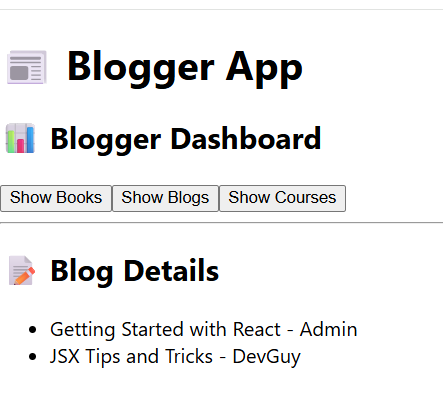 Blogger App
Blogger Dashboard
Show Books Show Blogs Show Courses
Blog Details
Getting Started with React - Admin
JSX Tips and Tricks - DevGuy